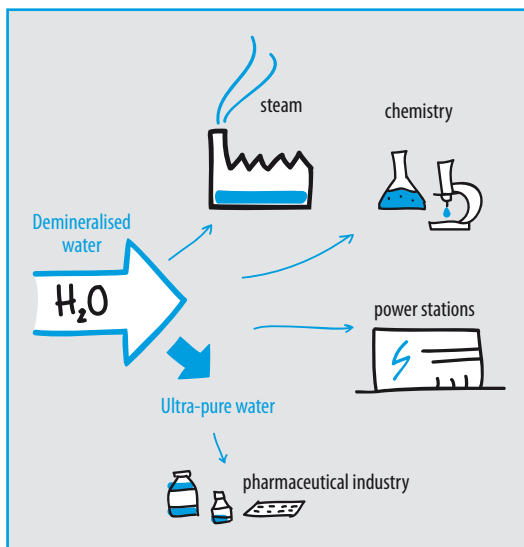 steam
chemistry
Demineralised
water
H₂O
power stations
Ultra-pure water
pharmaceutical industry